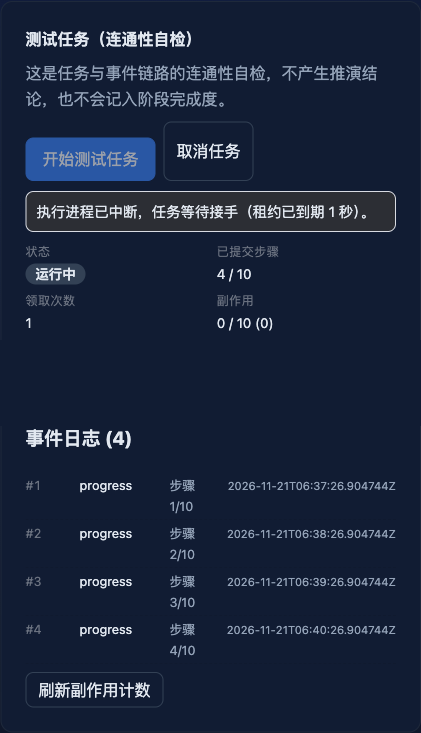 测试任务（连通性自检）
这是任务与事件链路的连通性自检，不产生推演结
论，也不会记入阶段完成度。
开始测试任务 取消任务
执行进程已中断，任务等待接手（租约已到期 1 秒）。
状态 已提交步骤
运行中 4 / 10
领取次数 副作用
1 0 / 10 (0)
事件日志 (4)
#1 progress 步骤 2026-11-21T06:37:26.904744Z
1/10
#2 progress 步骤 2026-11-21T06:38:26.904744Z
2/10
#3 progress 步骤 2026-11-21T06:39:26.904744Z
3/10
#4 progress 步骤 2026-11-21T06:40:26.904744Z
4/10
刷新副作用计数